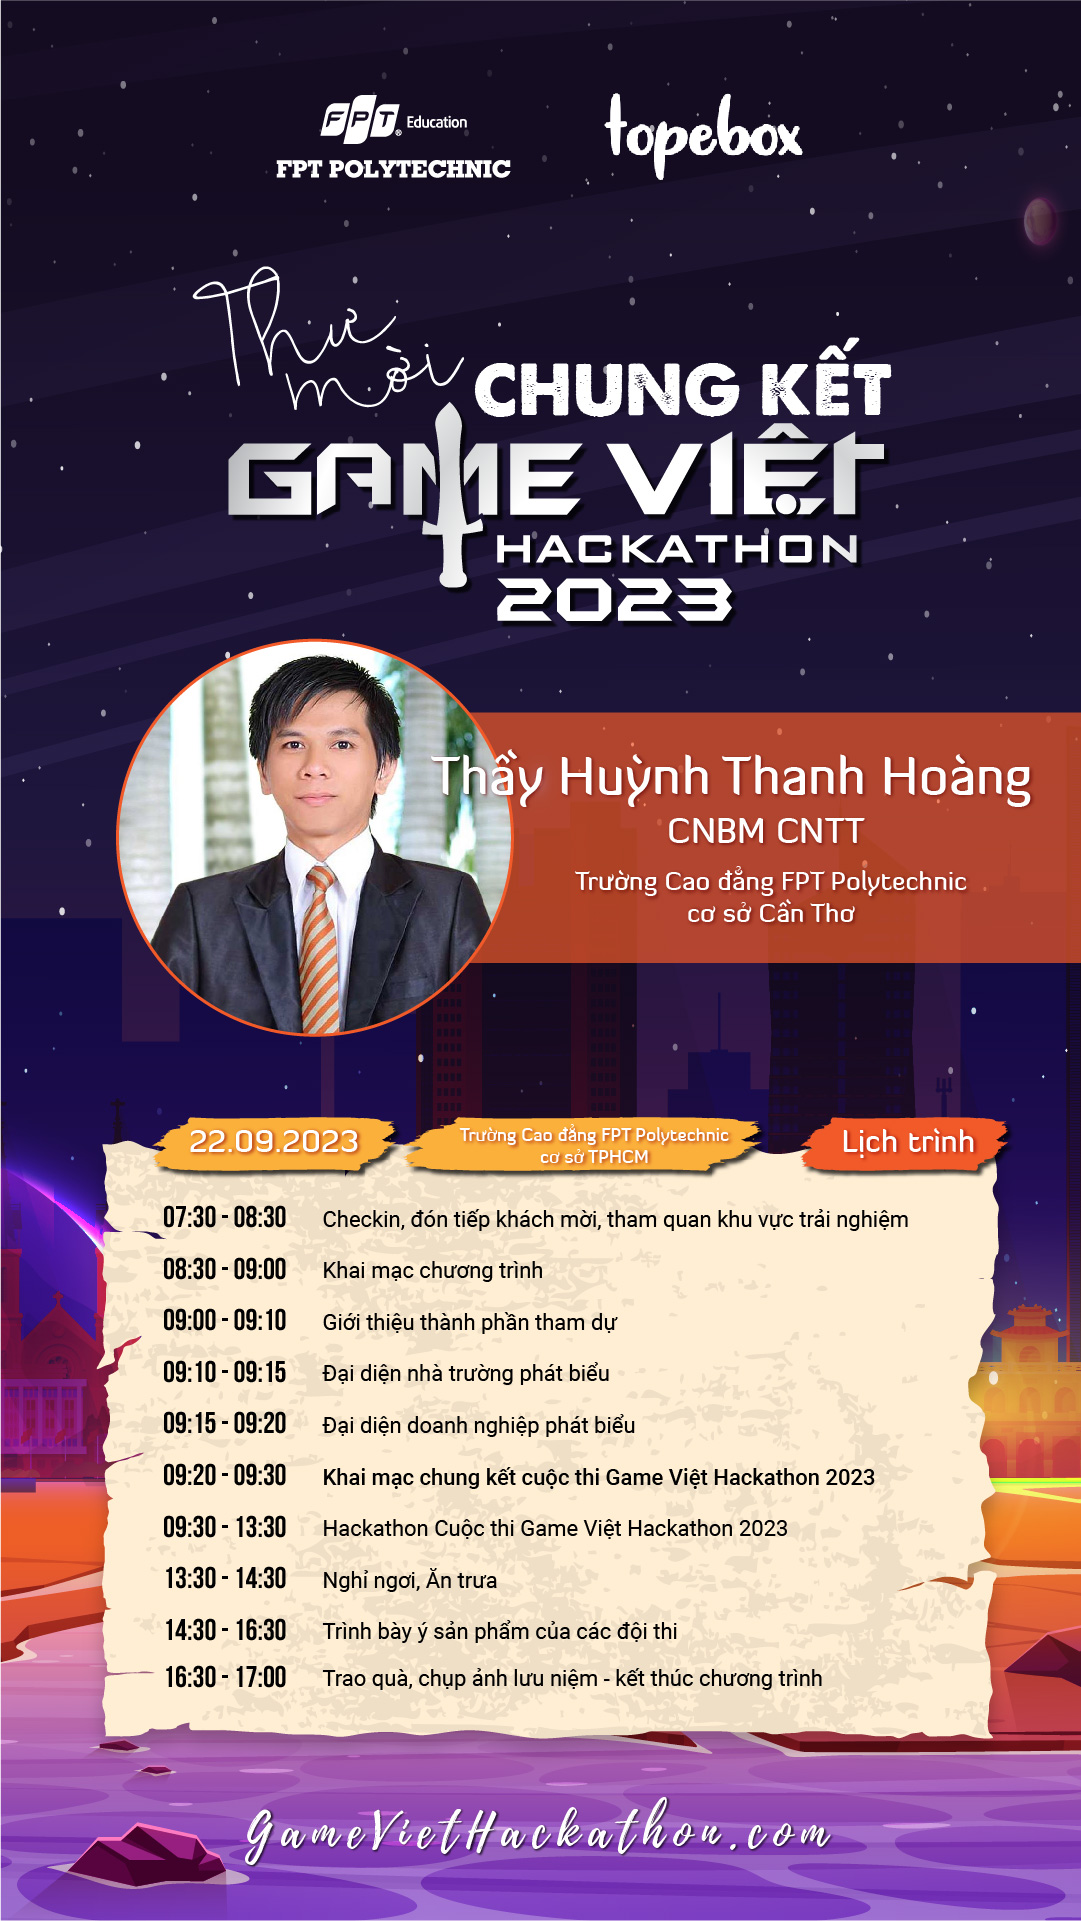 FPT Education
FPT POLYTECHNIC
topebox
Thư mời
CHUNG KẾT
GAME VIỆT
HACKATHON
2023
Thầy Huỳnh Thanh Hoàng
CNBM CNTT
Trường Cao đẳng FPT Polytechnic
cơ sở Cần Thơ
22.09.2023
Trường Cao đẳng FPT Polytechnic
cơ sở TPHCM
Lịch trình
07:30 - 08:30 Checkin, đón tiếp khách mời, tham quan khu vực trải nghiệm
08:30 - 09:00 Khai mạc chương trình
09:00 - 09:10 Giới thiệu thành phần tham dự
09:10 - 09:15 Đại diện nhà trường phát biểu
09:15 - 09:20 Đại diện doanh nghiệp phát biểu
09:20 - 09:30 Khai mạc chung kết cuộc thi Game Việt Hackathon 2023
09:30 - 13:30 Hackathon Cuộc thi Game Việt Hackathon 2023
13:30 - 14:30 Nghỉ ngơi, Ăn trưa
14:30 - 16:30 Trình bày ý sản phẩm của các đội thi
16:30 - 17:00 Trao quà, chụp ảnh lưu niệm - kết thúc chương trình
GameVietHackathon.com